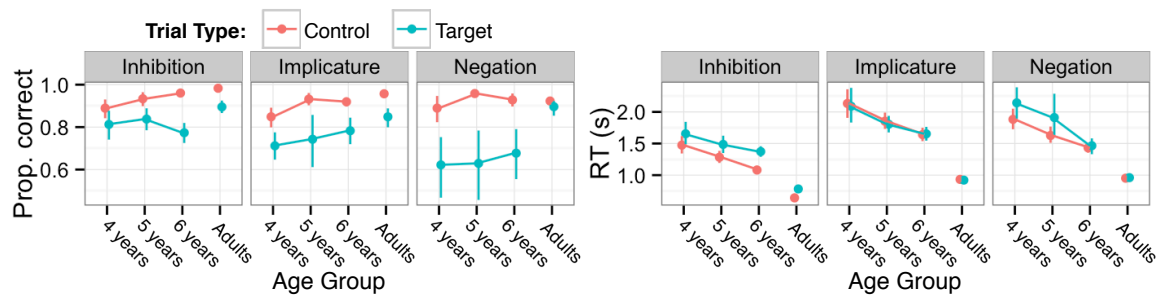 Trial Type: Control Target
Inhibition Implicature Negation
Prop. correct
1.0
0.8
0.6
4 years 5 years 6 years Adults 4 years 5 years 6 years Adults 4 years 5 years 6 years Adults
Age Group
Inhibition Implicature Negation
RT (s)
2.0
1.5
1.0
4 years 5 years 6 years Adults 4 years 5 years 6 years Adults 4 years 5 years 6 years Adults
Age Group